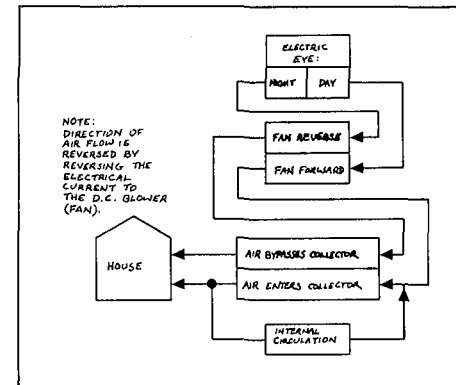 ELECTRIC
EYE:
NIGHT DAY
NOTE:
DIRECTION OF
AIR FLOW IS
REVERSED BY
REVERSING THE
ELECTRICAL
CURRENT TO
THE D.C. BLOWER
(FAN).
FAN REVERSE
FAN FORWARD
HOUSE
AIR BYPASSES COLLECTOR
AIR ENTERS COLLECTOR
INTERNAL
CIRCULATION